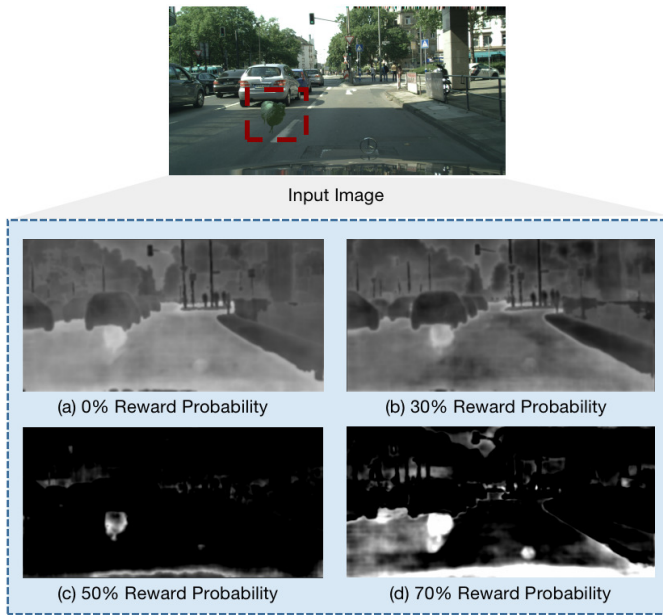 Input Image
(a) 0% Reward Probability
(b) 30% Reward Probability
(c) 50% Reward Probability
(d) 70% Reward Probability